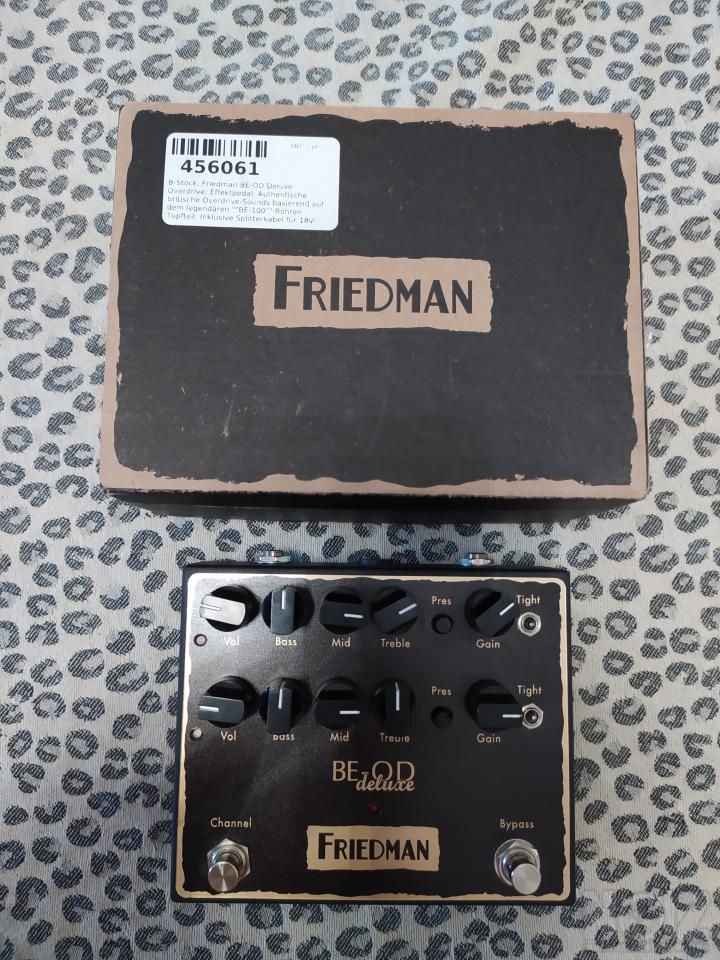 456061
B-Stock, Friedman BE-OD Deluxe
Overdrive; Effektpedal; Authentische
britische Overdrive-Sounds basierend auf
dem legendären ""BE-100"" Röhren
Topfteil; Inklusive Splitterkabel für 18V-
FRIEDMAN
Vol Bass Mid Treble Pres Gain Tight
Vol Bass Mid Treble Pres Gain Tight
BE-OD
deluxe
Channel Bypass
FRIEDMAN